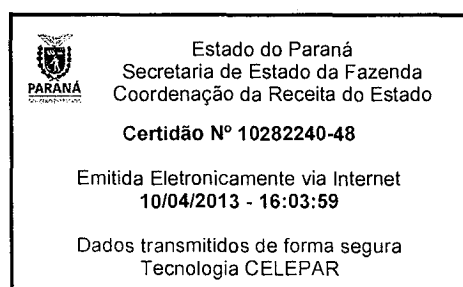 Estado do Paraná
Secretaria de Estado da Fazenda
PARANÁ
Coordenação da Receita do Estado
Certidão Nº 10282240-48
Emitida Eletronicamente via Internet
10/04/2013 - 16:03:59
Dados transmitidos de forma segura
Tecnologia CELEPAR